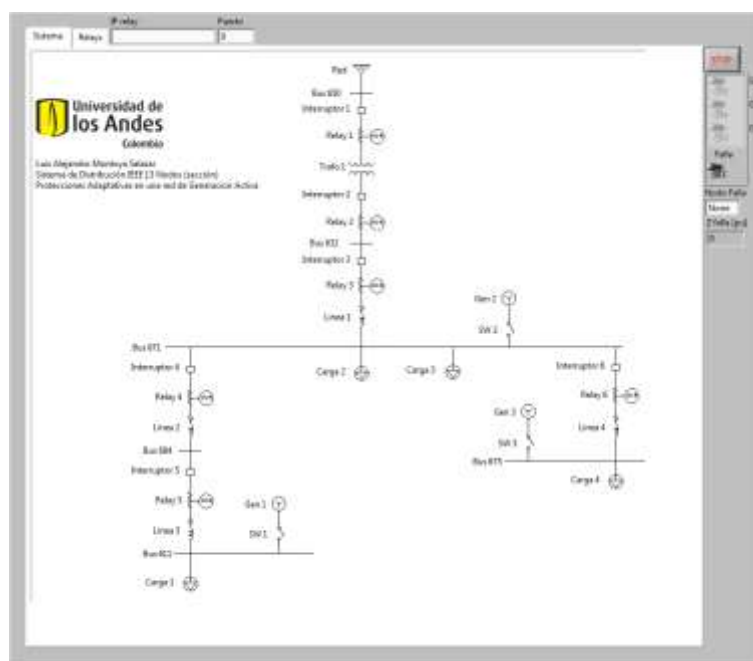 IP relay
Puerto
Sistema
Relays
0
STOP
Universidad de
los Andes
Colombia
Luis Alejandro Montoya Salazar
Sistema de Distribución IEEE 13 Nodos (sección)
Protecciones Adaptativas en una red de Generacion Activa
Red
Bus 650
Interruptor 1
Relay 1
Trafo 1
Interruptor 2
Relay 2
Bus 632
Interruptor 3
Relay 3
Linea 1
Falla
Nodo Falla
Z falla [pu]
Gen 2
SW 2
Bus 671
Interruptor 4
Carga 2
Carga 3
Interruptor 6
Relay 4
Relay 6
Linea 2
Gen 3
Linea 4
Bus 684
SW 3
Interruptor 5
Bus 675
Carga 4
Relay 5
Gen 1
Linea 3
SW 1
Carga 1